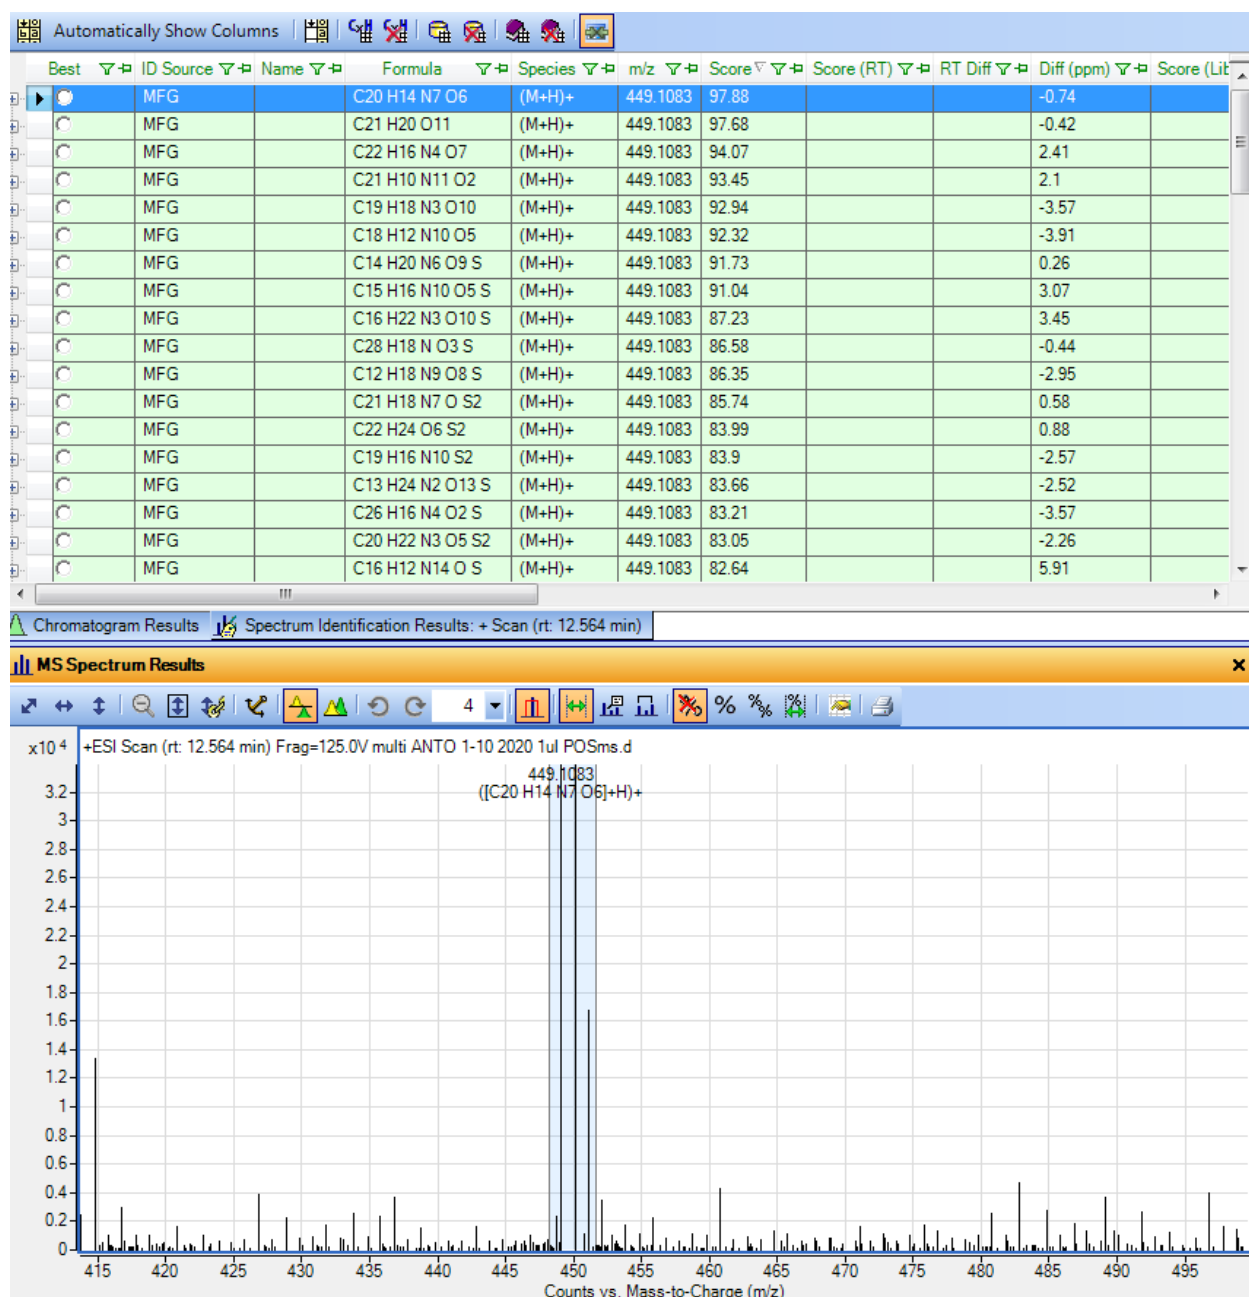 Automatically Show Columns
Best ID Source Name Formula Species m/z Score Score (RT) RT Diff Diff (ppm) Score (Lib
MFG C20 H14 N7 O6 (M+H)+ 449.1083 97.88 -0.74
MFG C21 H20 O11 (M+H)+ 449.1083 97.68 -0.42
MFG C22 H16 N4 O7 (M+H)+ 449.1083 94.07 2.41
MFG C21 H10 N11 O2 (M+H)+ 449.1083 93.45 2.1
MFG C19 H18 N3 O10 (M+H)+ 449.1083 92.94 -3.57
MFG C18 H12 N10 O5 (M+H)+ 449.1083 92.32 -3.91
MFG C14 H20 N6 O9 S (M+H)+ 449.1083 91.73 0.26
MFG C15 H16 N10 O5 S (M+H)+ 449.1083 91.04 3.07
MFG C16 H22 N3 O10 S (M+H)+ 449.1083 87.23 3.45
MFG C28 H18 N O3 S (M+H)+ 449.1083 86.58 -0.44
MFG C12 H18 N9 O8 S (M+H)+ 449.1083 86.35 -2.95
MFG C21 H18 N7 O S2 (M+H)+ 449.1083 85.74 0.58
MFG C22 H24 O6 S2 (M+H)+ 449.1083 83.99 0.88
MFG C19 H16 N10 S2 (M+H)+ 449.1083 83.9 -2.57
MFG C13 H24 N2 O13 S (M+H)+ 449.1083 83.66 -2.52
MFG C26 H16 N4 O2 S (M+H)+ 449.1083 83.21 -3.57
MFG C20 H22 N3 O5 S2 (M+H)+ 449.1083 83.05 -2.26
MFG C16 H12 N14 O S (M+H)+ 449.1083 82.64 5.91
Chromatogram Results Spectrum Identification Results: + Scan (rt: 12.564 min)
MS Spectrum Results
4
x10 4 +ESI Scan (rt: 12.564 min) Frag=125.0V multi ANTO 1-10 2020 1ul POSms.d
449.1083
([C20 H14 N7 O6]+H)+
3.2
3
2.8
2.6
2.4
2.2
2
1.8
1.6
1.4
1.2
1
0.8
0.6
0.4
0.2
0
415 420 425 430 435 440 445 450 455 460 465 470 475 480 485 490 495
Counts vs. Mass-to-Charge (m/z)